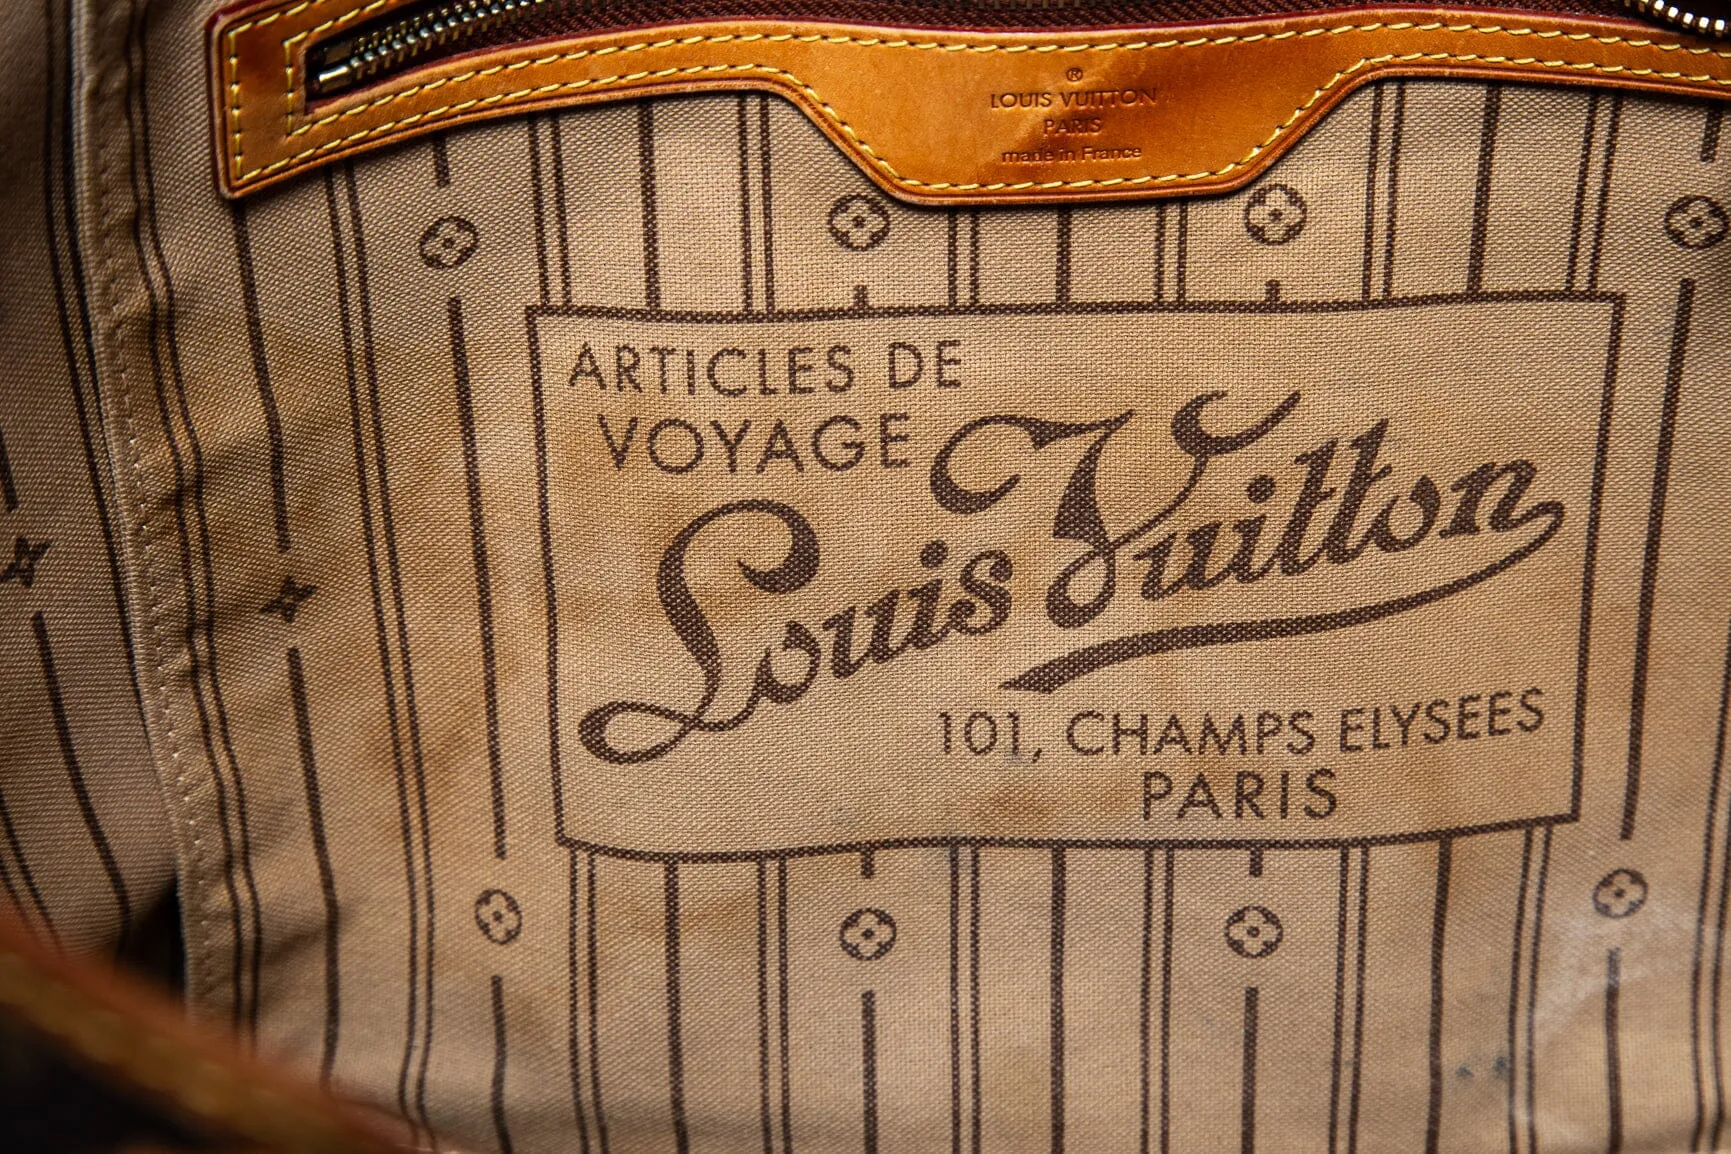 ®
LOUIS VUITTON
PARIS
made in France
ARTICLES DE
VOYAGE
Louis Vuitton
101, CHAMPS ELYSEES
PARIS